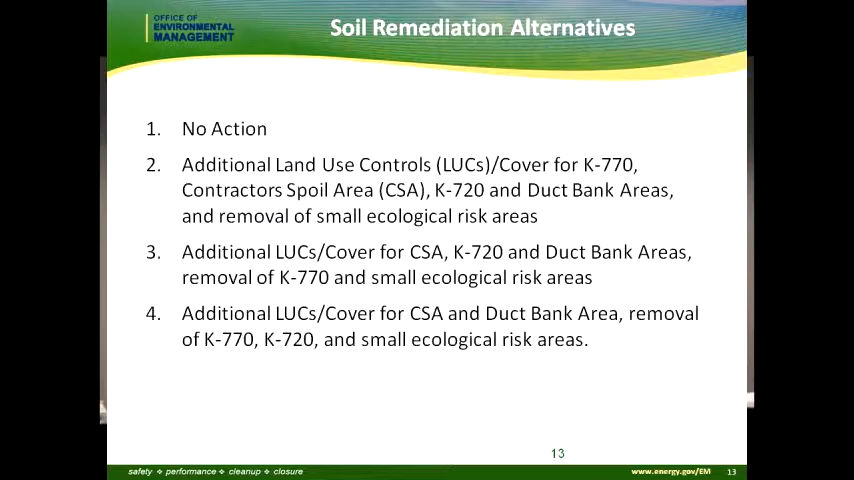 OFFICE OF
ENVIRONMENTAL
MANAGEMENT
Soil Remediation Alternatives
1. No Action
2. Additional Land Use Controls (LUCs)/Cover for K-770,
Contractors Spoil Area (CSA), K-720 and Duct Bank Areas,
and removal of small ecological risk areas
3. Additional LUCs/Cover for CSA, K-720 and Duct Bank Areas,
removal of K-770 and small ecological risk areas
4. Additional LUCs/Cover for CSA and Duct Bank Area, removal
of K-770, K-720, and small ecological risk areas.
13
safety ❖ performance ❖ cleanup ❖ closure
www.energy.gov/EM 13